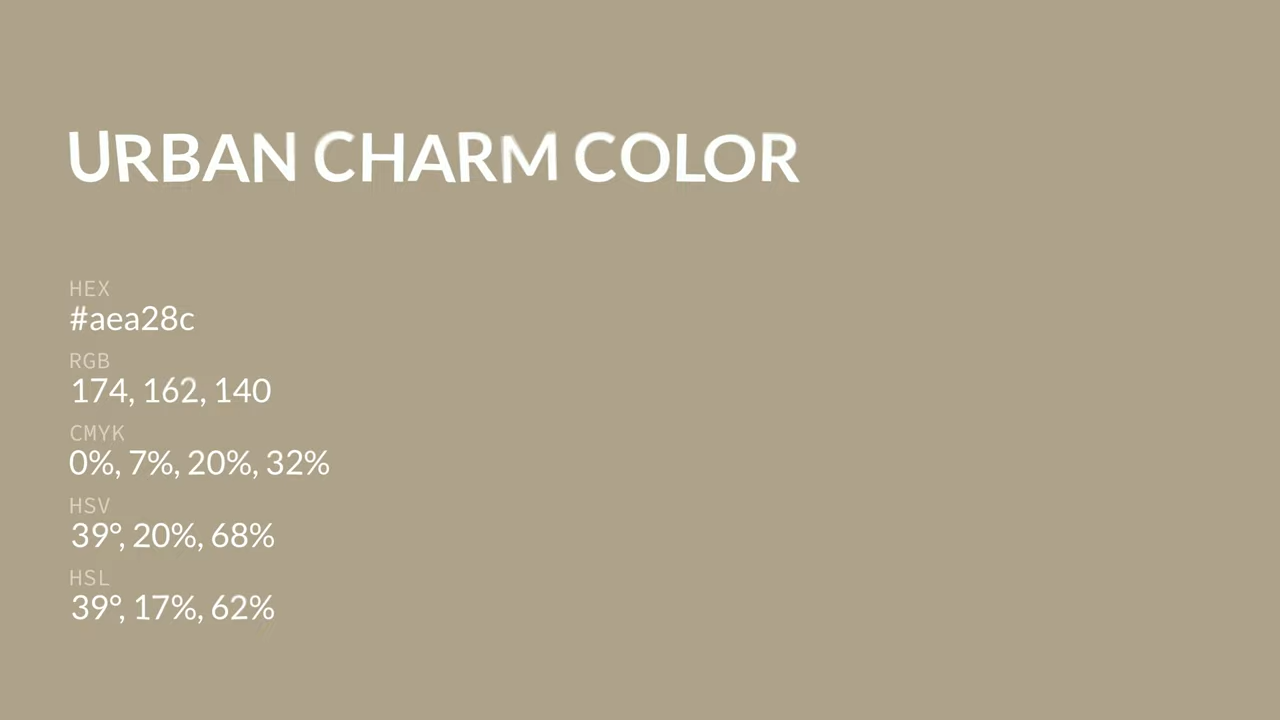 URBAN CHARM COLOR
HEX
#aea28c
RGB
174, 162, 140
CMYK
0%, 7%, 20%, 32%
HSV
39°, 20%, 68%
HSL
39°, 17%, 62%